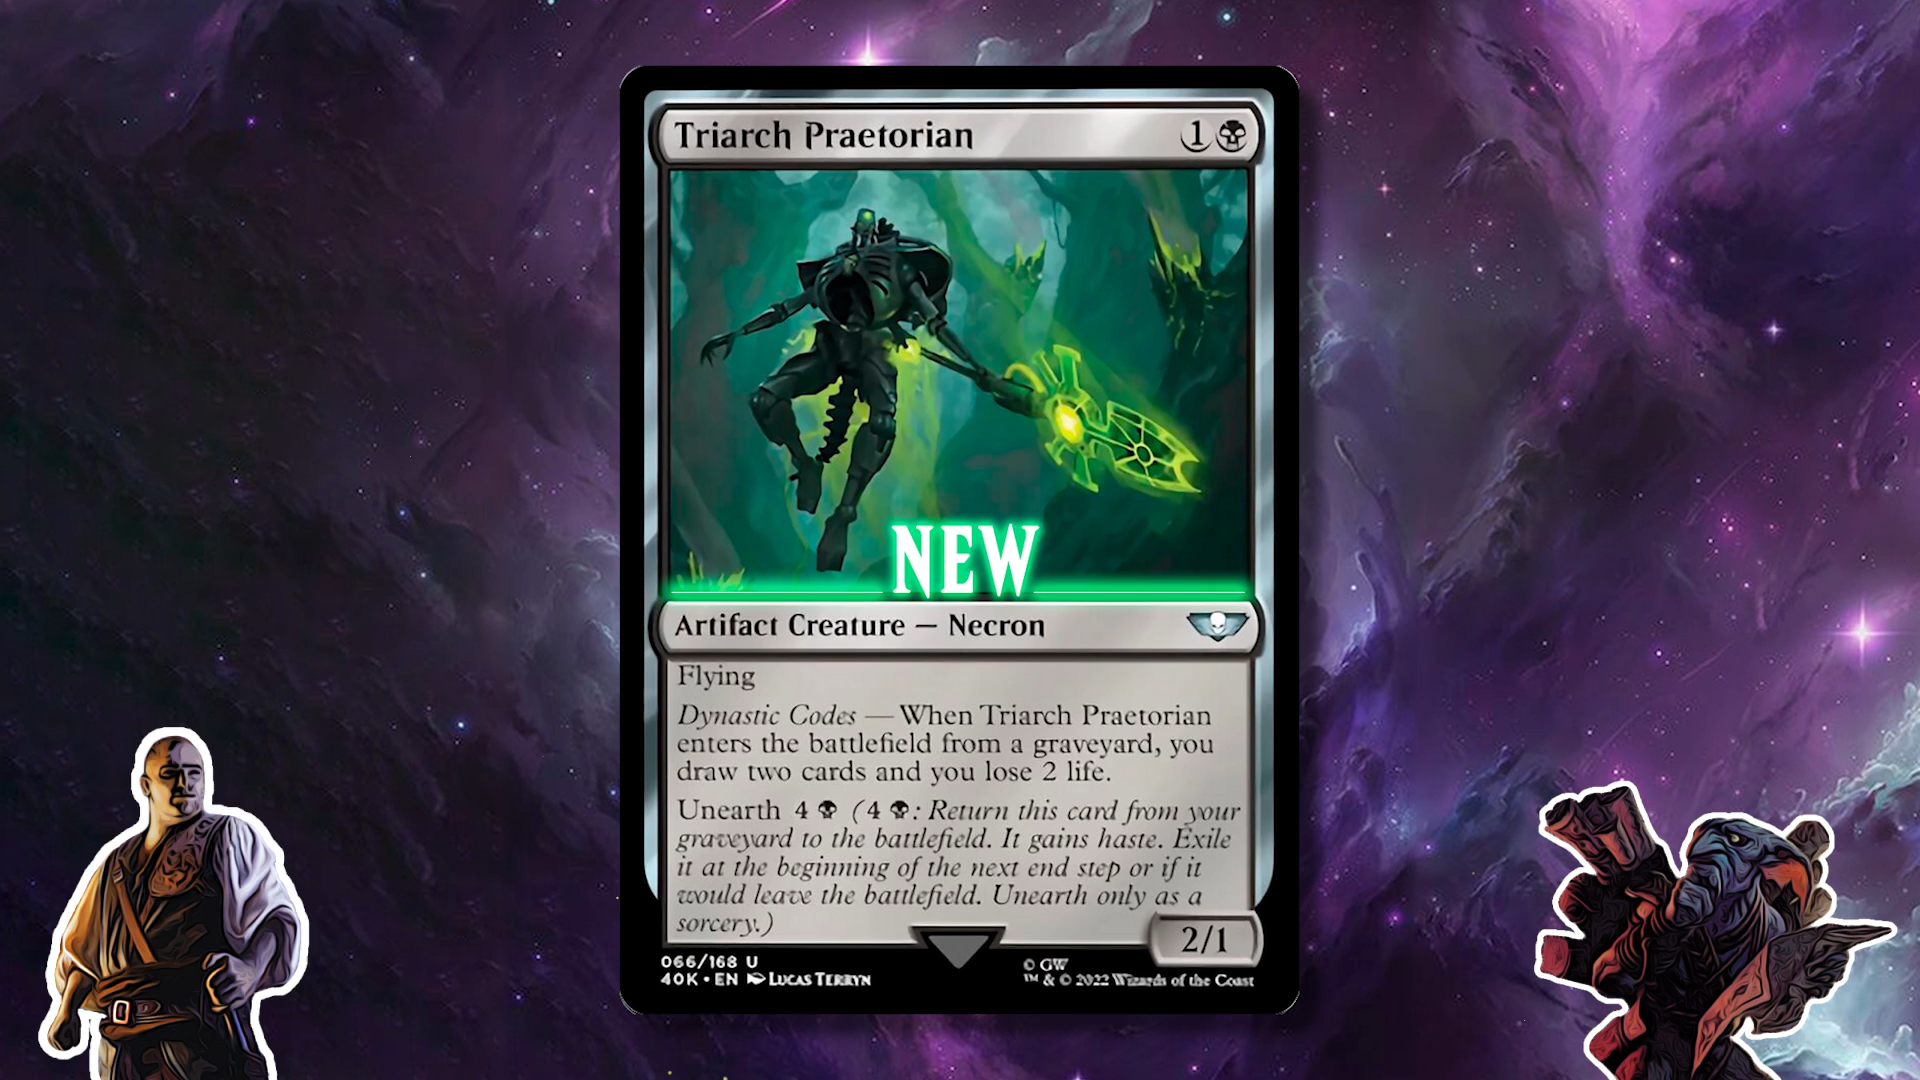 Triarch Praetorian 1
NEW
Artifact Creature — Necron
Flying
Dynastic Codes — When Triarch Praetorian
enters the battlefield from a graveyard, you
draw two cards and you lose 2 life.
Unearth 4 (4 : Return this card from your
graveyard to the battlefield. It gains haste. Exile
it at the beginning of the next end step or if it
would leave the battlefield. Unearth only as a
sorcery.)
2/1
066/168 U
40K • EN Lucas Terryn
© GW
™ & © 2022 Wizards of the Coast